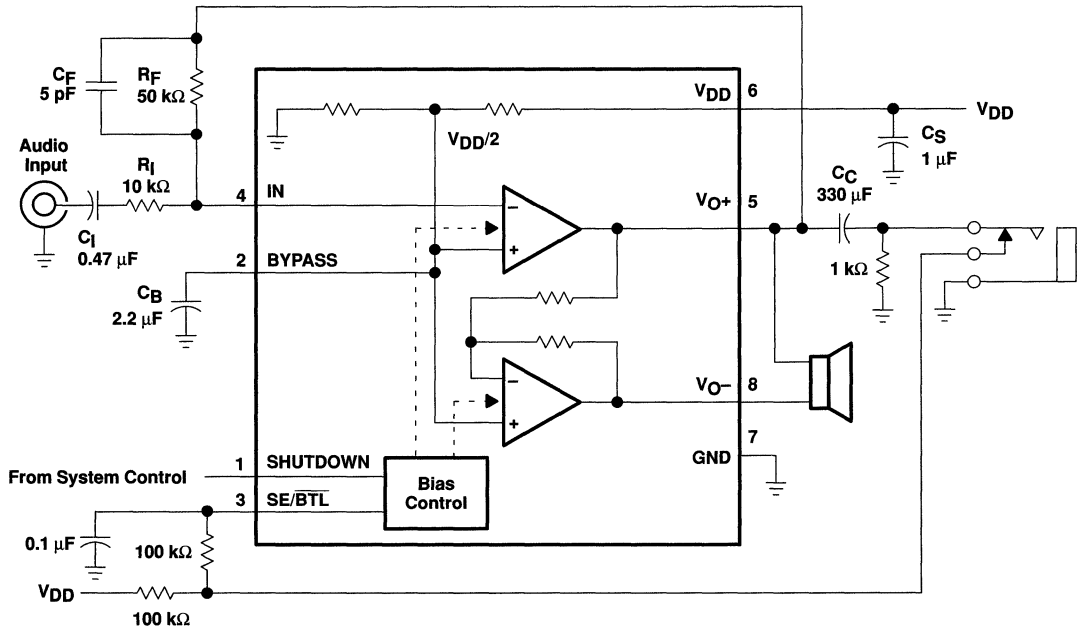 CF
5 pF
RF
50 kΩ
VDD 6
VDD
VDD/2
CS
1 µF
Audio
Input
RI
10 kΩ
4 IN
CC
330 µF
VO+ 5
CI
0.47 µF
2 BYPASS
1 kΩ
CB
2.2 µF
−
+
−
+
VO− 8
7
GND
1 SHUTDOWN
From System Control
3 SE/BTL
Bias
Control
0.1 µF
100 kΩ
VDD
100 kΩ